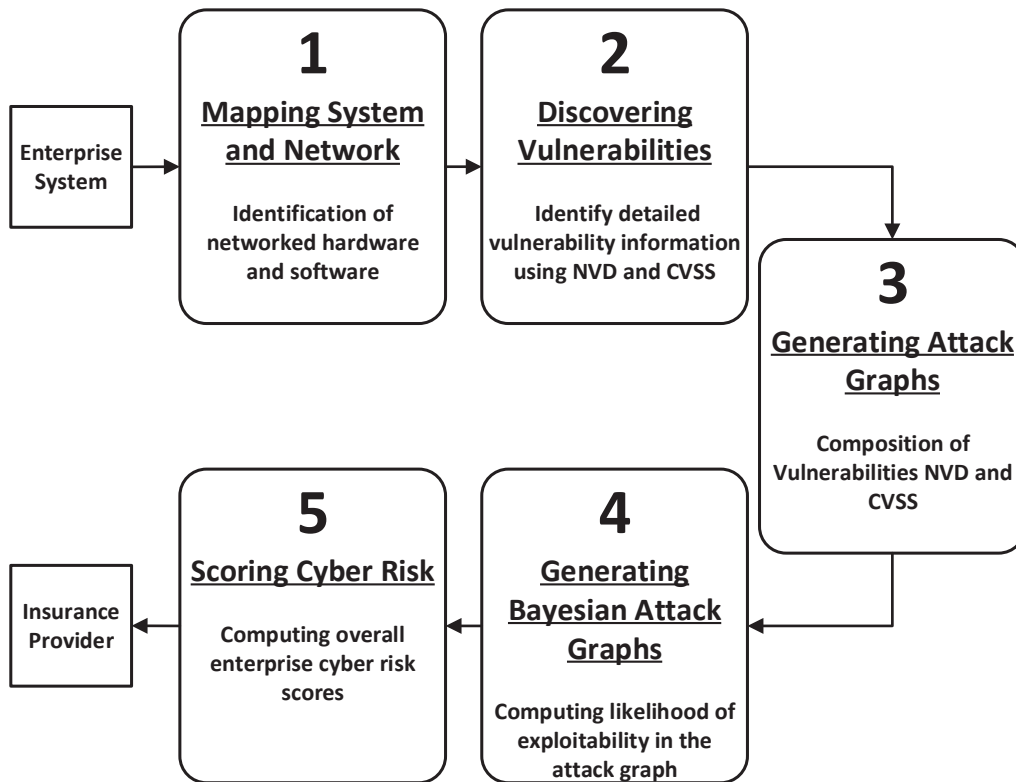 Enterprise
System
1
Mapping System
and Network
Identification of
networked hardware
and software
2
Discovering
Vulnerabilities
Identify detailed
vulnerability information
using NVD and CVSS
3
Generating Attack
Graphs
Composition of
Vulnerabilities NVD and
CVSS
4
Generating
Bayesian Attack
Graphs
Computing likelihood of
exploitability in the
attack graph
5
Scoring Cyber Risk
Computing overall
enterprise cyber risk
scores
Insurance
Provider